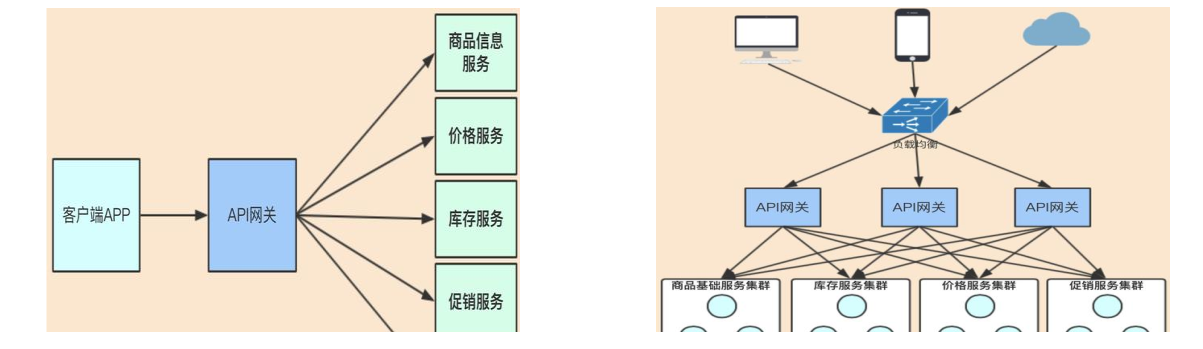 商品信息
服务
价格服务
客户端APP
API网关
库存服务
促销服务
负载均衡
API网关
API网关
API网关
商品基础服务集群
库存服务集群
价格服务集群
促销服务集群